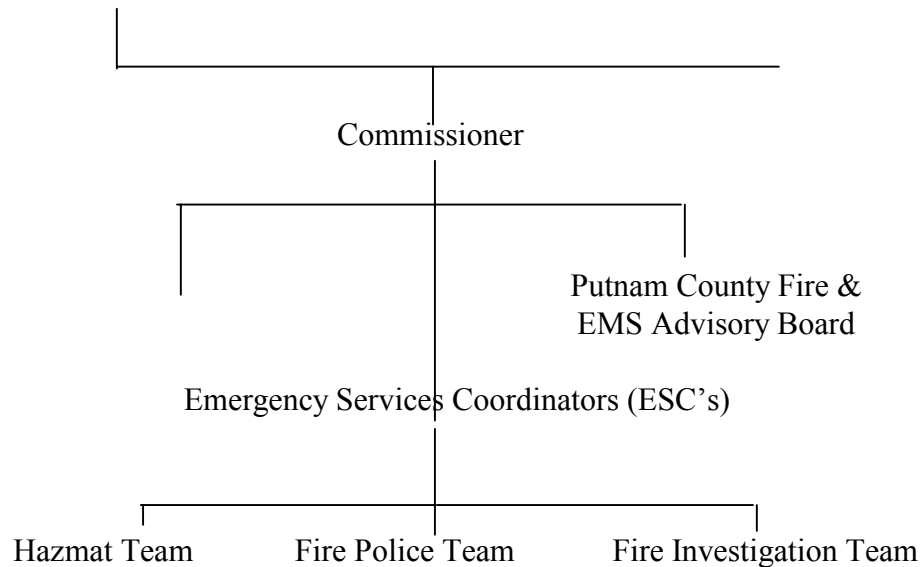 Commissioner
Putnam County Fire &
EMS Advisory Board
Emergency Services Coordinators (ESC’s)
Hazmat Team
Fire Police Team
Fire Investigation Team